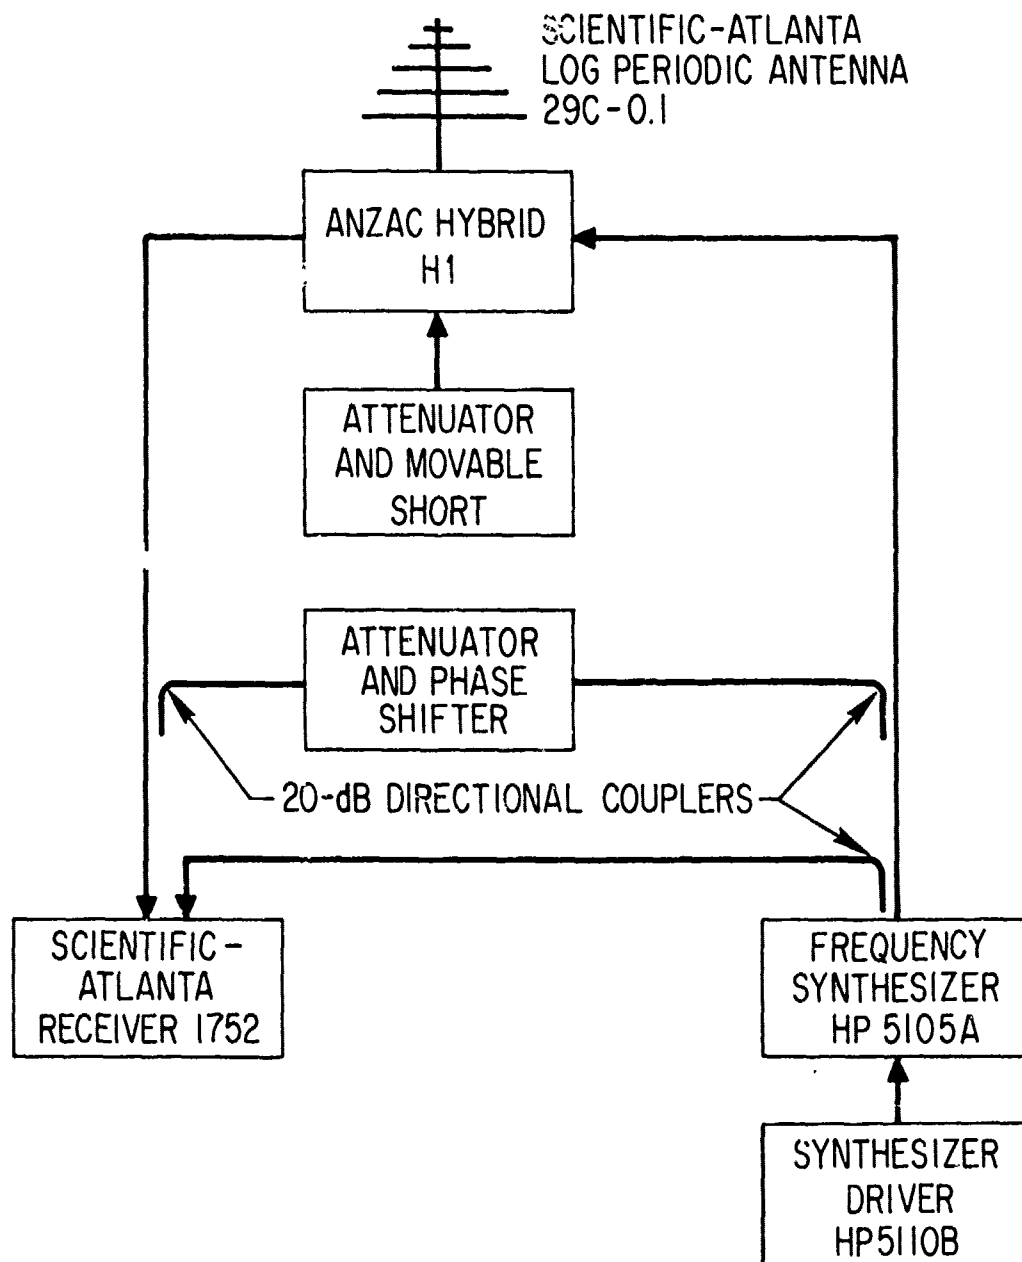 SCIENTIFIC-ATLANTA
LOG PERIODIC ANTENNA
29C-0.1
ANZAC HYBRID
H1
ATTENUATOR
AND MOVABLE
SHORT
ATTENUATOR
AND PHASE
SHIFTER
20-dB DIRECTIONAL COUPLERS
SCIENTIFIC-
ATLANTA
RECEIVER 1752
FREQUENCY
SYNTHESIZER
HP 5105A
SYNTHESIZER
DRIVER
HP5110B